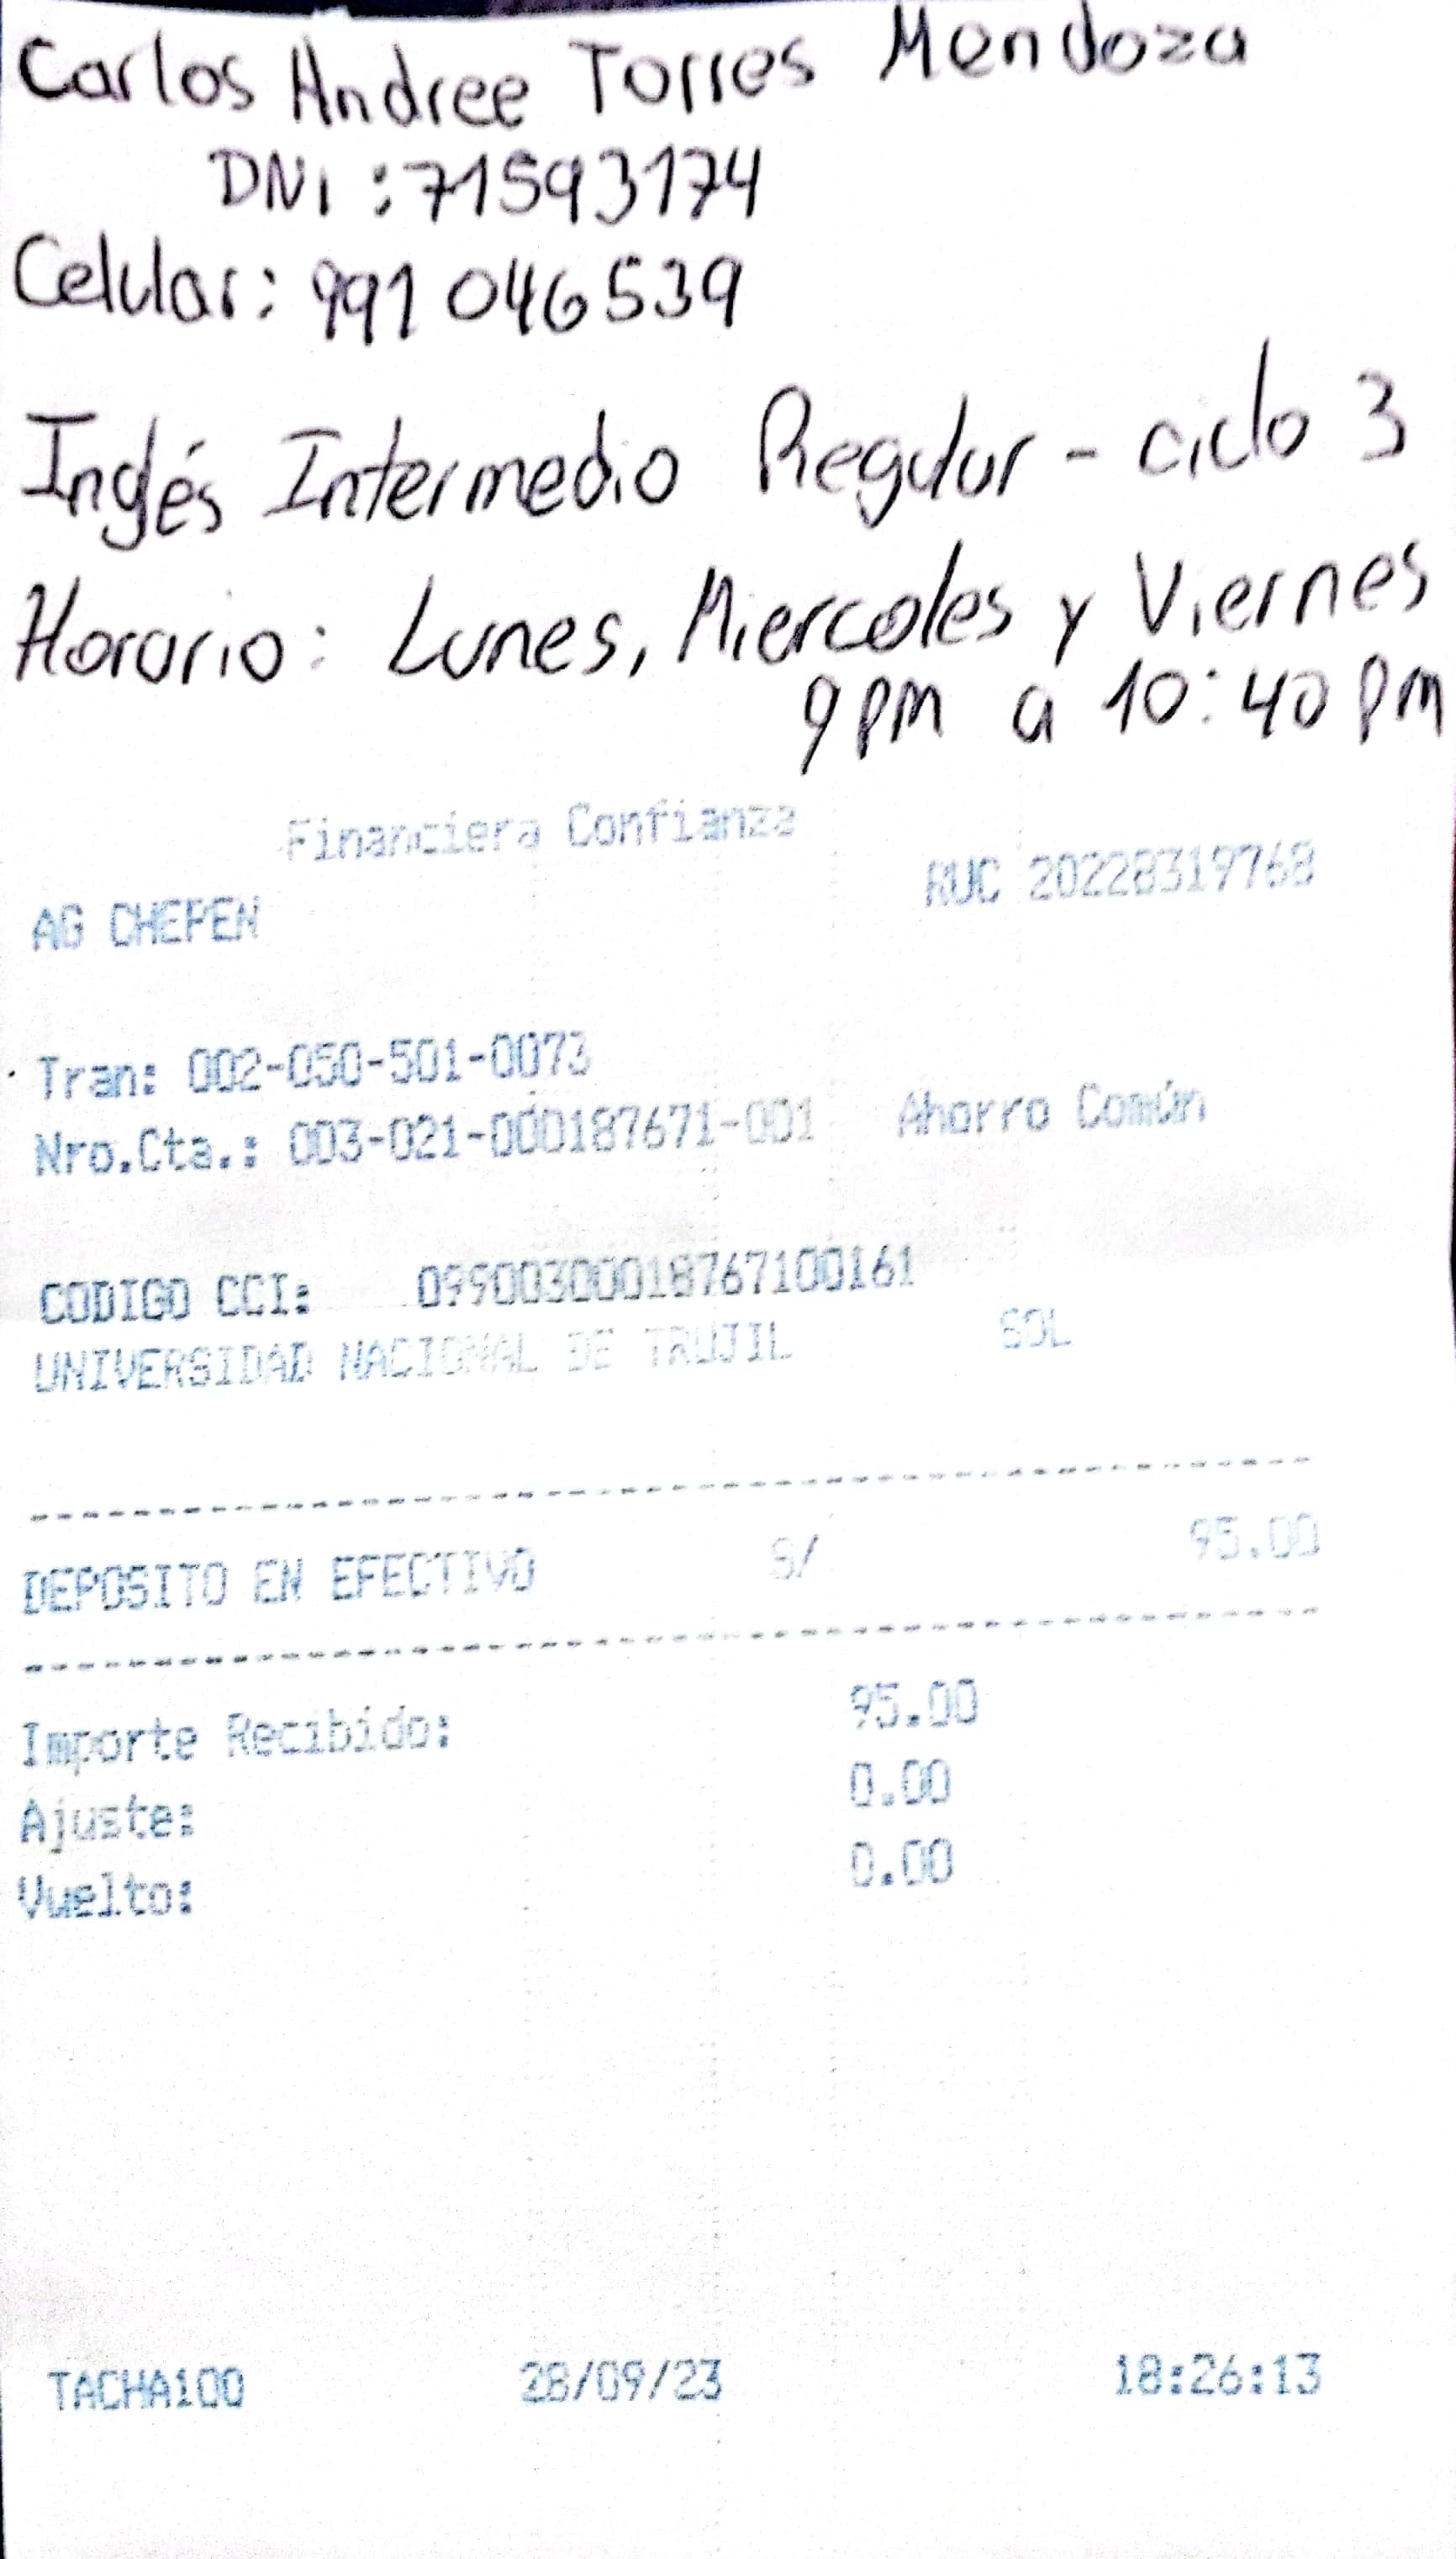 Carlos Andree Torres Mendoza
DNI: 71593174
Celular: 991 046539
Inglés Intermedio Regular - ciclo 3
Horario: Lunes, Miercoles y Viernes
9 pm a 10:40 pm
Financiera Confianza
AG CHEPEN RUC 20228319768
Tran: 002-050-501-0073
Nro.Cta.: 003-021-000187671-001 Ahorro Común
CODIGO CCI: 09900300018767100161
UNIVERSIDAD NACIONAL DE TRUJIL SOL
DEPOSITO EN EFECTIVO S/ 95.00
Importe Recibido: 95.00
Ajuste: 0.00
Vuelto: 0.00
TACHA100 28/09/23 18:26:13